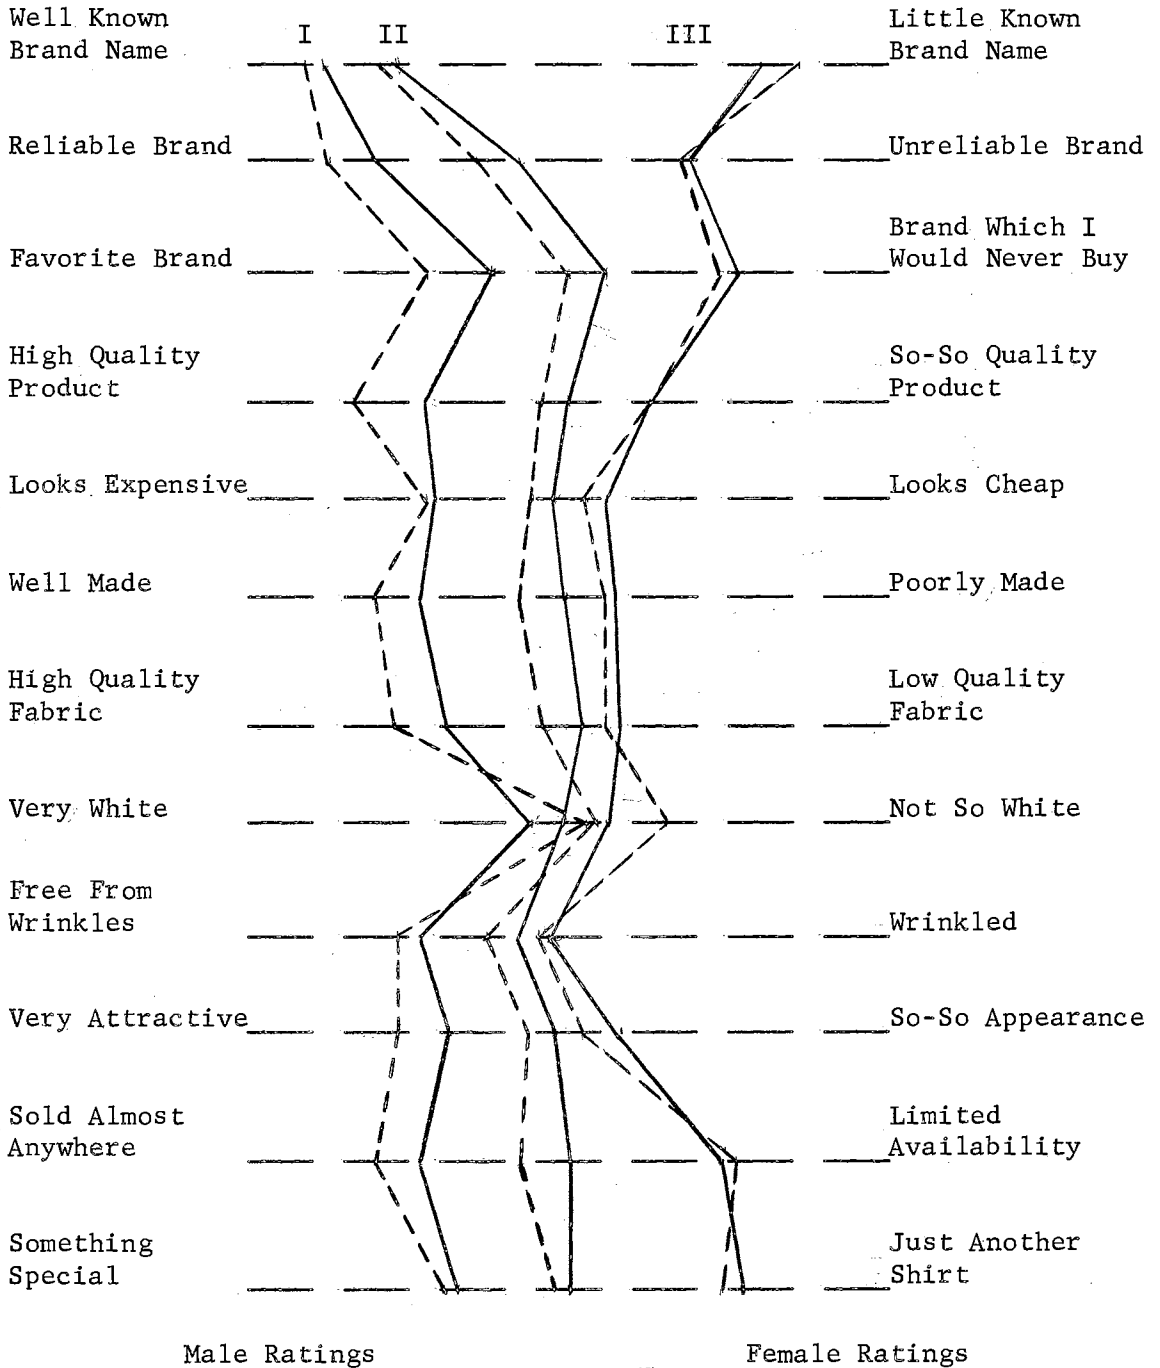 Well Known
Brand Name
I II III
Little Known
Brand Name
Reliable Brand
Unreliable Brand
Favorite Brand
Brand Which I
Would Never Buy
High Quality
Product
So-So Quality
Product
Looks Expensive
Looks Cheap
Well Made
Poorly Made
High Quality
Fabric
Low Quality
Fabric
Very White
Not So White
Free From
Wrinkles
Wrinkled
Very Attractive
So-So Appearance
Sold Almost
Anywhere
Limited
Availability
Something
Special
Just Another
Shirt
Male Ratings
Female Ratings